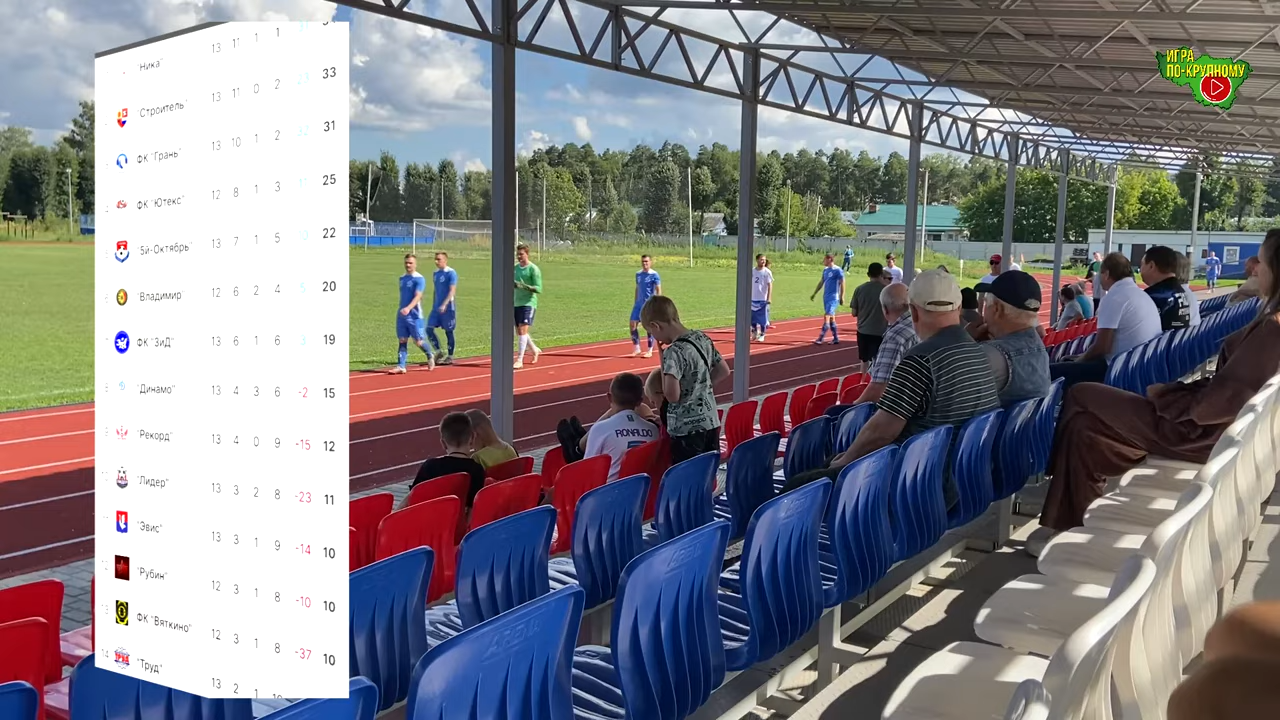 ИГРА
ПО-КРУПНОМУ
"Ника" 13 11 1 1
"Строитель" 13 11 0 2 33
ФК "Грань" 13 10 1 2 31
ФК "Ютекс" 12 8 1 3 25
5й-Октябрь" 13 7 1 5 22
"Владимир" 12 6 2 4 20
ФК "ЗиД" 13 6 1 6 19
"Динамо" 13 4 3 6 -2 15
"Рекорд" 13 4 0 9 -15 12
"Лидер" 13 3 2 8 -23 11
"Эвис" 13 3 1 9 -14 10
"Рубин" 12 3 1 8 -10 10
ФК "Вяткино" 12 3 1 8 -37 10
14 "Труд" 13 2 1
RONALDO